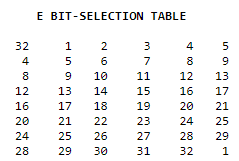 E BIT-SELECTION TABLE
32 1 2 3 4 5
4 5 6 7 8 9
8 9 10 11 12 13
12 13 14 15 16 17
16 17 18 19 20 21
20 21 22 23 24 25
24 25 26 27 28 29
28 29 30 31 32 1